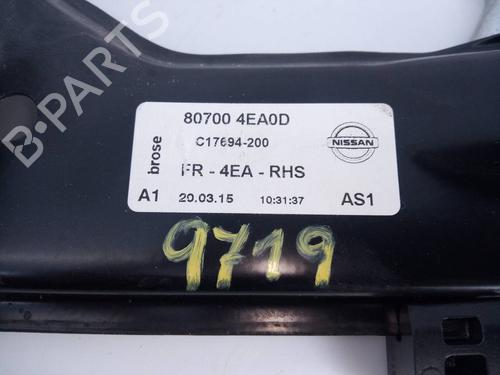 80700 4EA0D
brose
C17694-200
NISSAN
FR - 4EA - RHS
A1
20.03.15
10:31:37
AS1
9719
B-PARTS